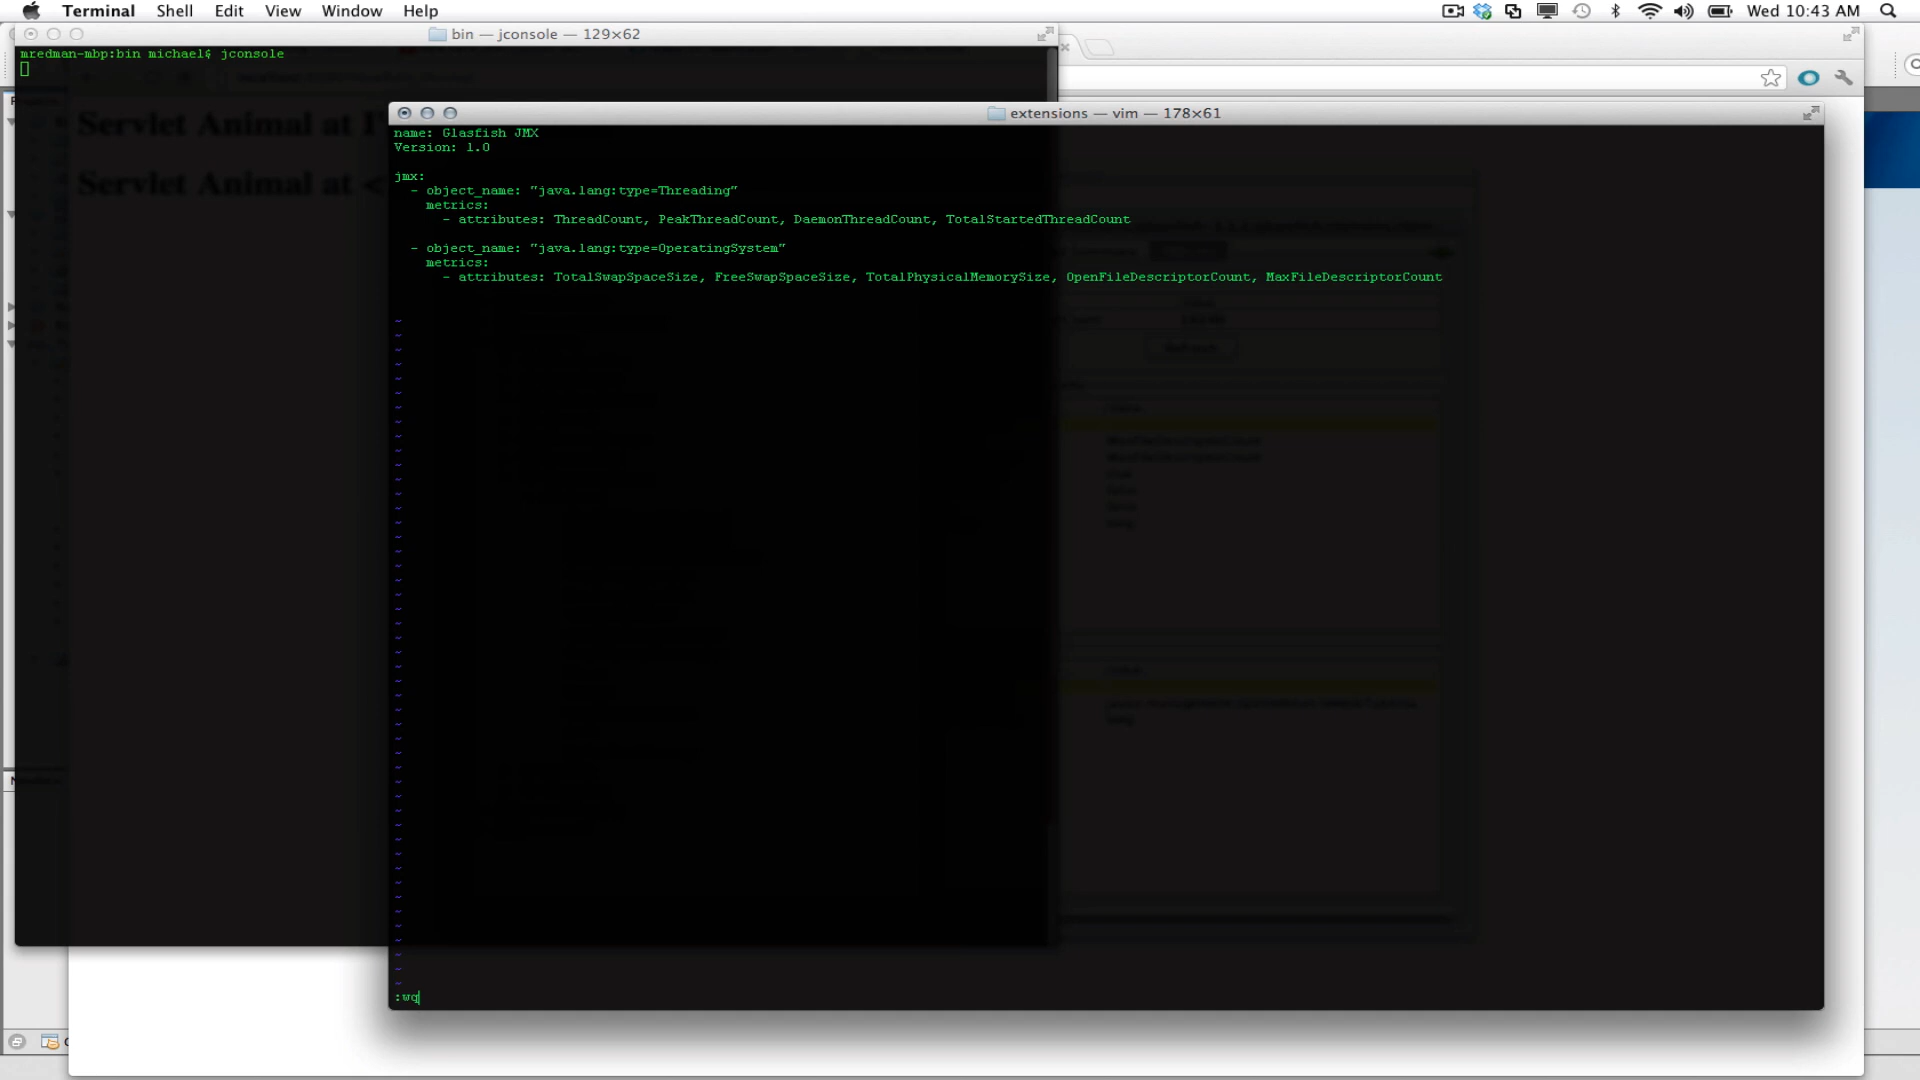 Terminal Shell Edit View Window Help
Wed 10:43 AM
bin — jconsole — 129×62
mredman-mbp:bin michael$ jconsole
Servlet Animal at
Servlet Animal at <
extensions — vim — 178×61
name: Glasfish JMX
Version: 1.0
jmx:
- object_name: "java.lang:type=Threading"
metrics:
- attributes: ThreadCount, PeakThreadCount, DaemonThreadCount, TotalStartedThreadCount
- object_name: "java.lang:type=OperatingSystem"
metrics:
- attributes: TotalSwapSpaceSize, FreeSwapSpaceSize, TotalPhysicalMemorySize, OpenFileDescriptorCount, MaxFileDescriptorCount
:wq